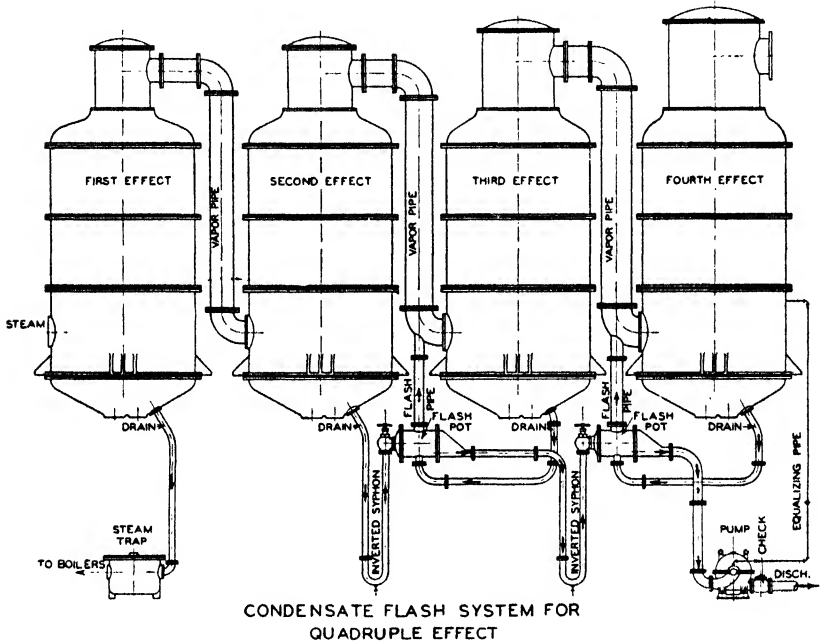 FIRST EFFECT
SECOND EFFECT
THIRD EFFECT
FOURTH EFFECT
VAPOR PIPE
VAPOR PIPE
VAPOR PIPE
STEAM
FLASH
PIPE
FLASH
PIPE
DRAIN
DRAIN
FLASH
POT
DRAIN
FLASH
POT
INVERTED SYPHON
INVERTED SYPHON
EQUALIZING PIPE
STEAM
TRAP
TO BOILERS
PUMP
CHECK
DISCH.
CONDENSATE FLASH SYSTEM FOR
QUADRUPLE EFFECT